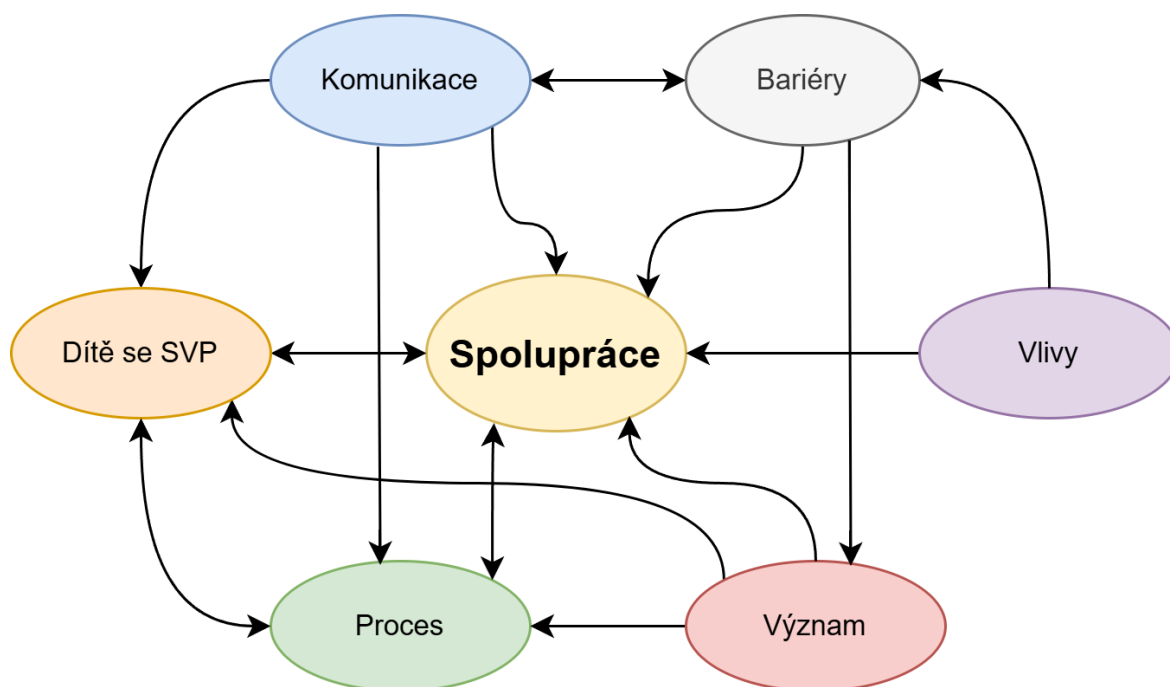 Komunikace
Bariéry
Dítě se SVP
Spolupráce
Vlivy
Proces
Význam